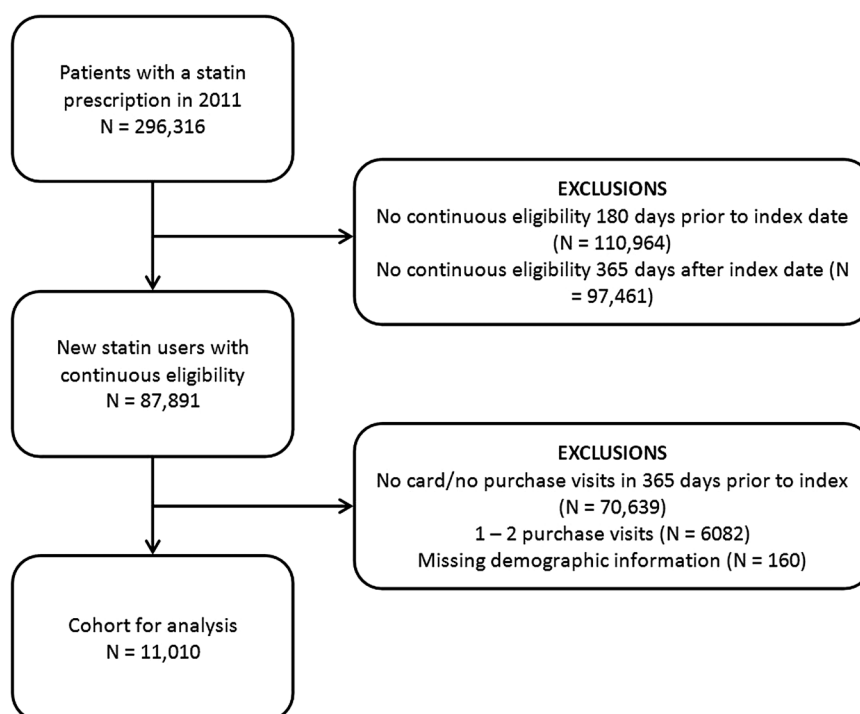 Patients with a statin
prescription in 2011
N = 296,316
EXCLUSIONS
No continuous eligibility 180 days prior to index date
(N = 110,964)
No continuous eligibility 365 days after index date (N
= 97,461)
New statin users with
continuous eligibility
N = 87,891
EXCLUSIONS
No card/no purchase visits in 365 days prior to index
(N = 70,639)
1 – 2 purchase visits (N = 6082)
Missing demographic information (N = 160)
Cohort for analysis
N = 11,010